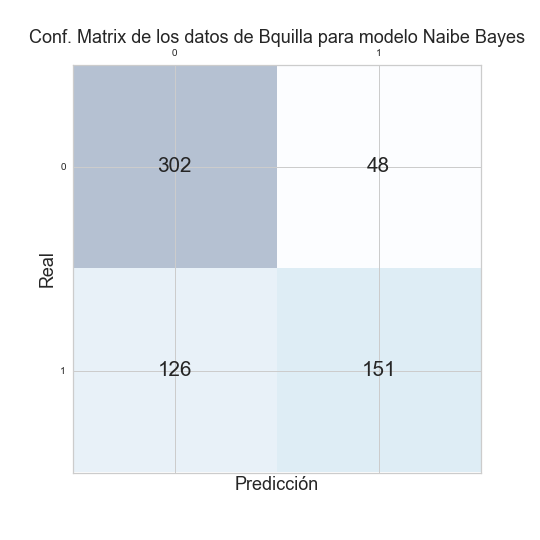 Conf. Matrix de los datos de Bquilla para modelo Naibe Bayes
0 1
0 302 48
Real
1 126 151
Predicción